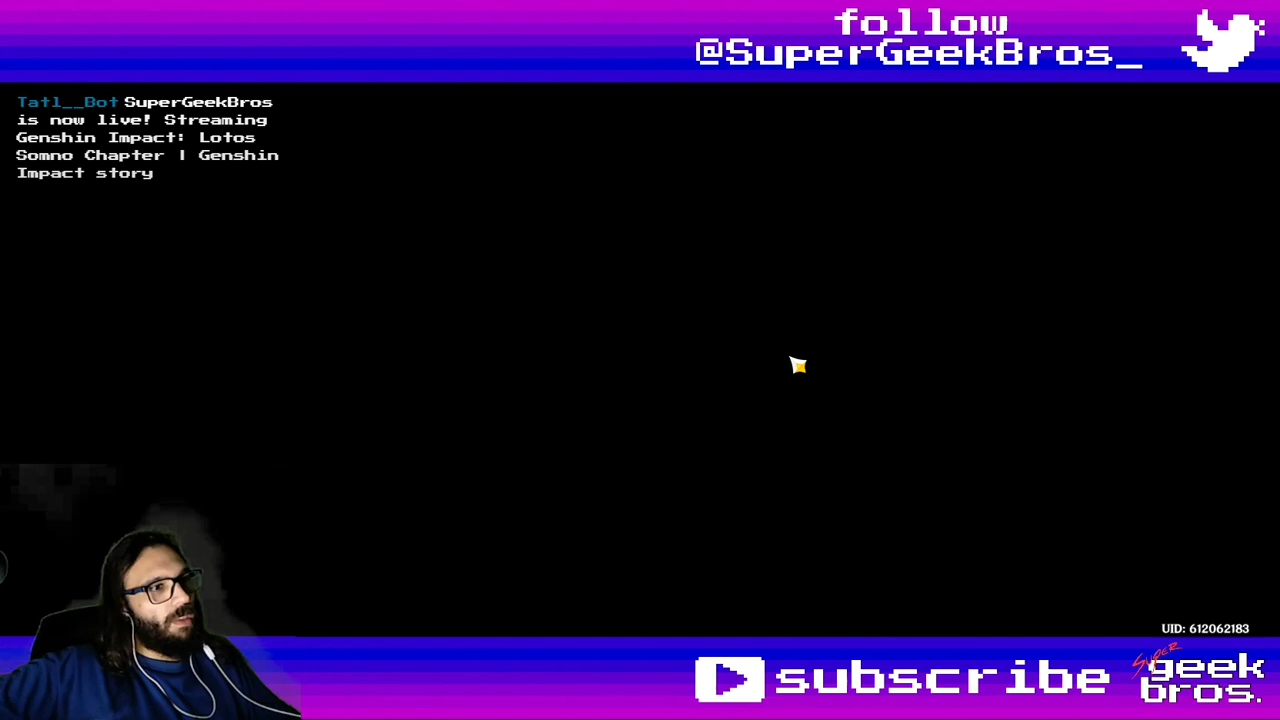 follow
@SuperGeekBros_
Tatl__Bot SuperGeekBros
is now live! Streaming
Genshin Impact: Lotos
Somno Chapter | Genshin
Impact story
UID: 612062183
subscribe
SUPER
geek
bros.